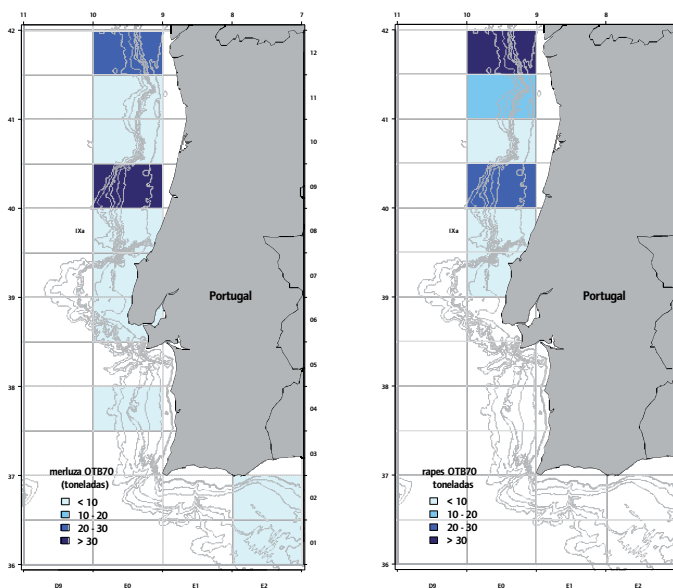 11 10 9 8 7
42
41
40
39
38
37
36
12
11
10
09
08
07
06
05
04
03
02
01
IXa
Portugal
merluza OTB70
(toneladas)
< 10
10 - 20
20 - 30
> 30
D9 E0 E1 E2
11 10 9 8
42
41
40
39
38
37
36
IXa
Portugal
rapes OTB70
toneladas
< 10
10 - 20
20 - 30
> 30
D9 E0 E1 E2